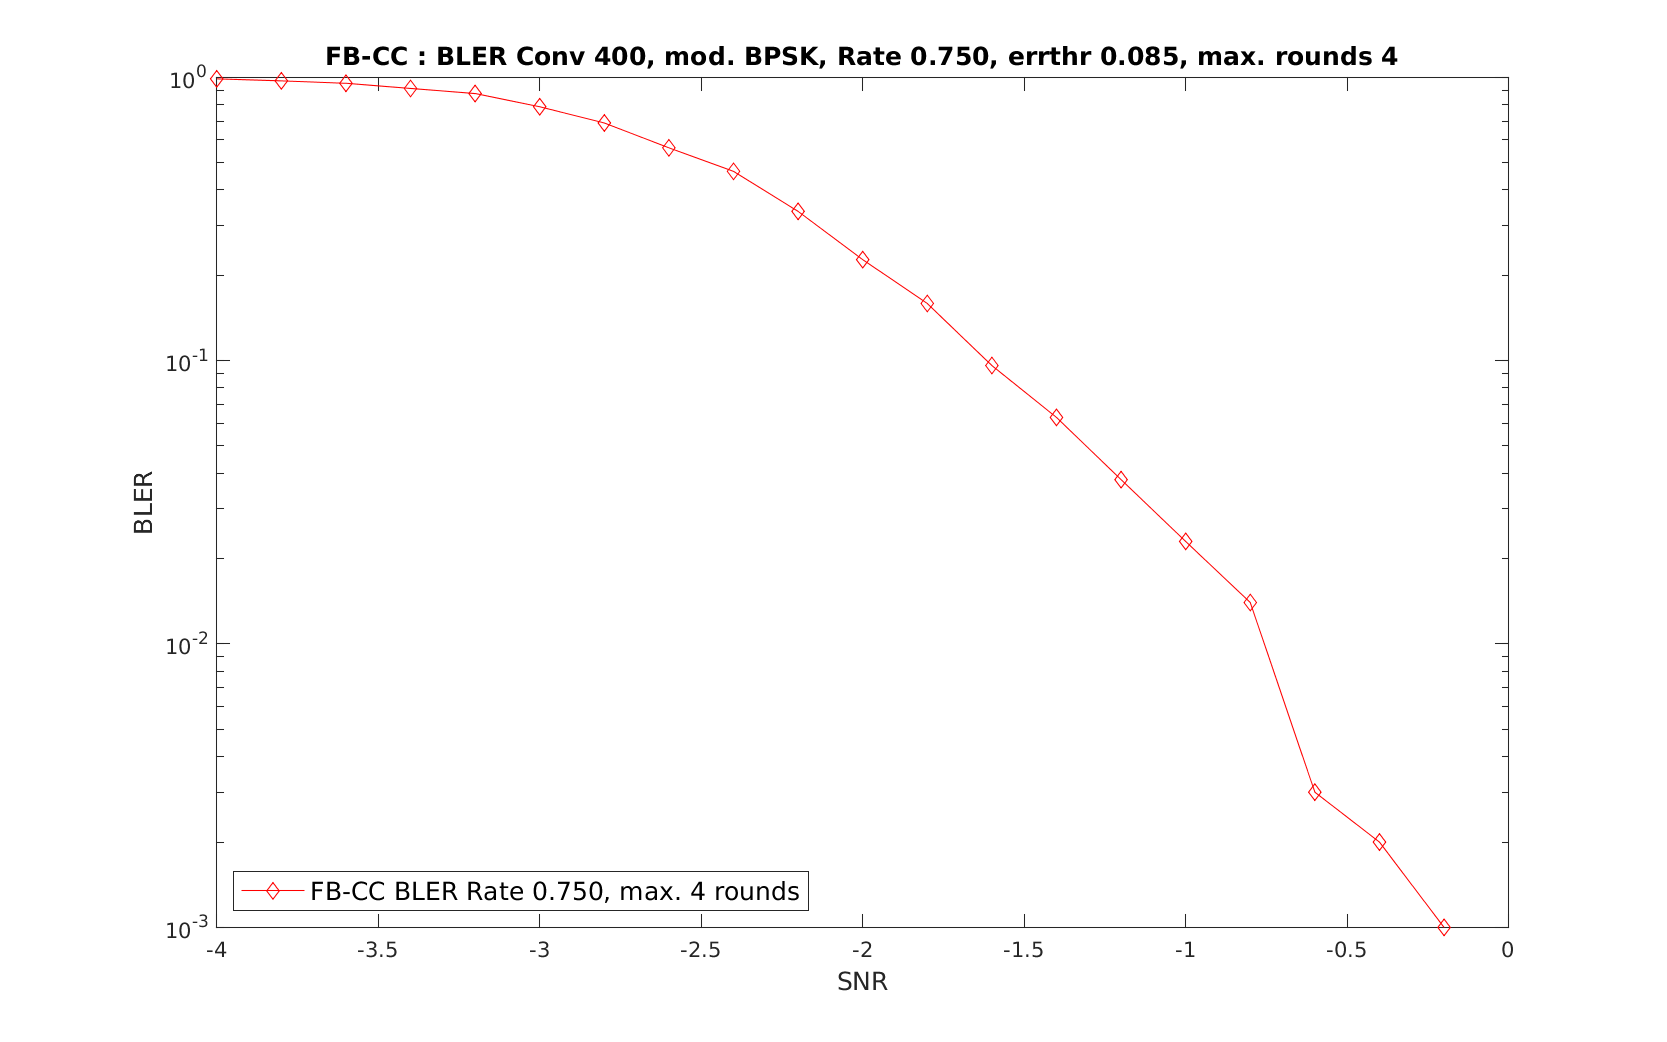 FB-CC : BLER Conv 400, mod. BPSK, Rate 0.750, errthr 0.085, max. rounds 4
10^0
10^-1
10^-2
10^-3
BLER
FB-CC BLER Rate 0.750, max. 4 rounds
-4 -3.5 -3 -2.5 -2 -1.5 -1 -0.5 0
SNR